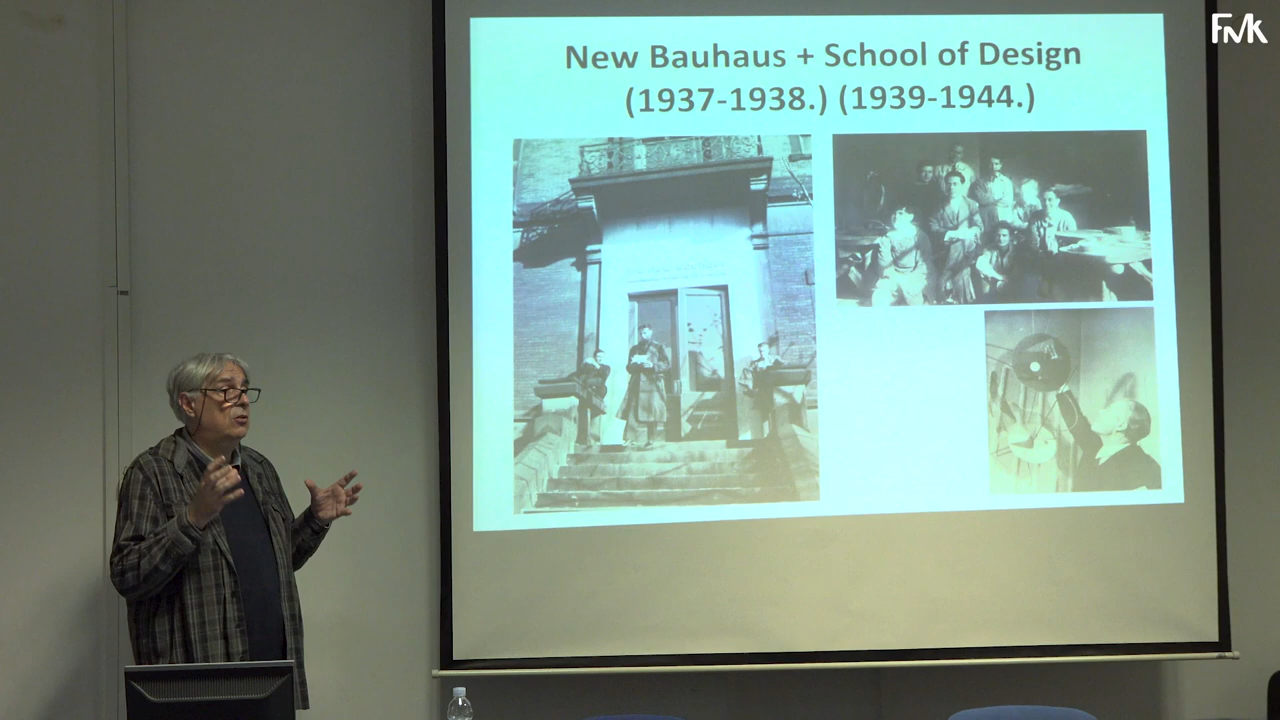 New Bauhaus + School of Design
(1937-1938.) (1939-1944.)
FMK